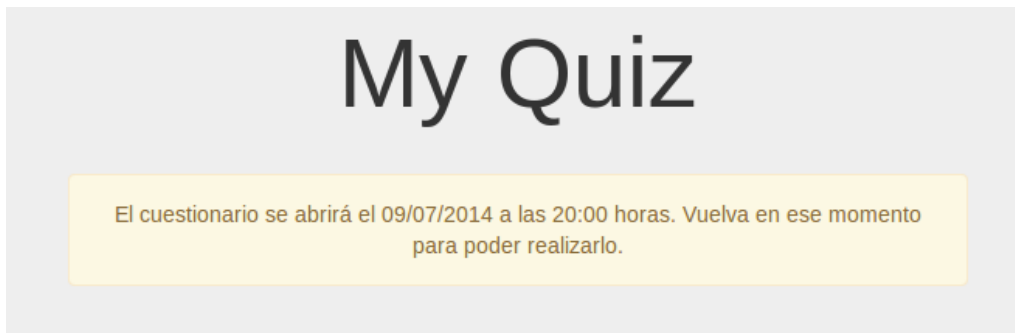 My Quiz
El cuestionario se abrirá el 09/07/2014 a las 20:00 horas. Vuelva en ese momento
para poder realizarlo.